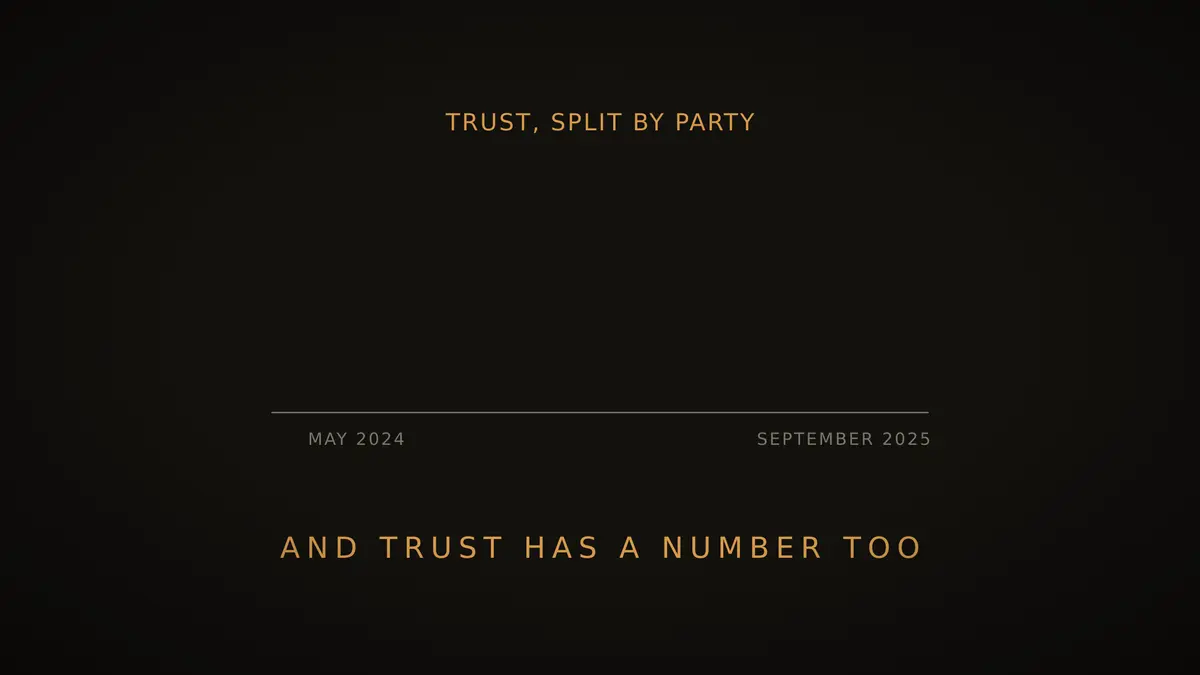 TRUST, SPLIT BY PARTY
MAY 2024
SEPTEMBER 2025
AND TRUST HAS A NUMBER TOO